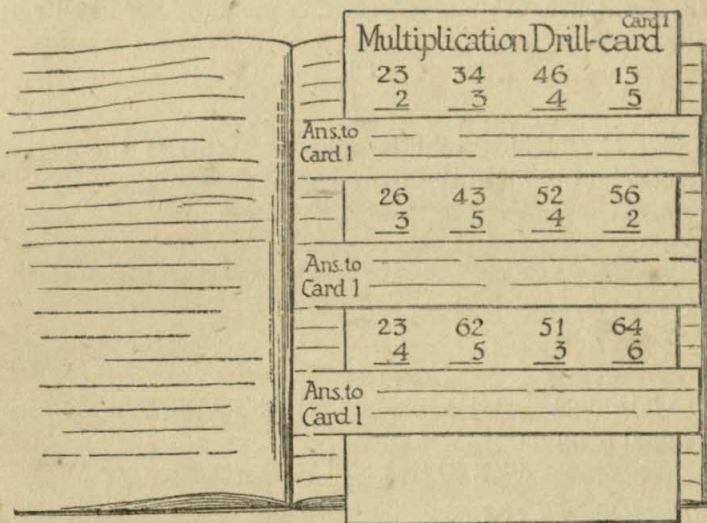 Card 1
Multiplication Drill-card
23 34 46 15
2 3 4 5
Ans. to
Card 1
26 43 52 56
3 5 4 2
Ans. to
Card 1
23 62 51 64
4 5 3 6
Ans. to
Card 1